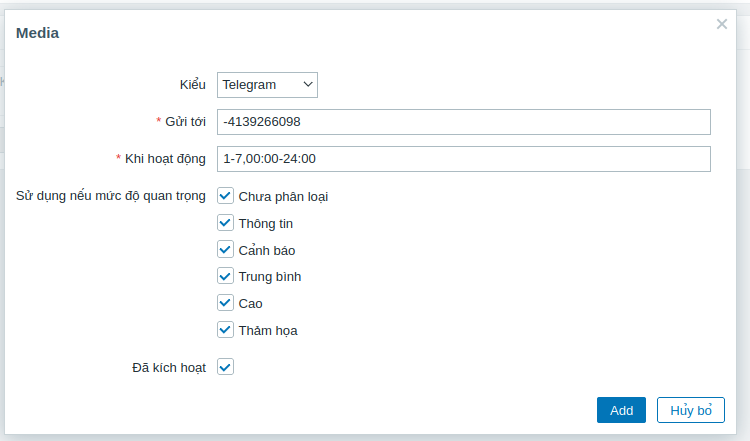 Media
Kiểu Telegram
* Gửi tới -4139266098
* Khi hoạt động 1-7,00:00-24:00
Sử dụng nếu mức độ quan trọng Chưa phân loại
Thông tin
Cảnh báo
Trung bình
Cao
Thảm họa
Đã kích hoạt
Add Hủy bỏ